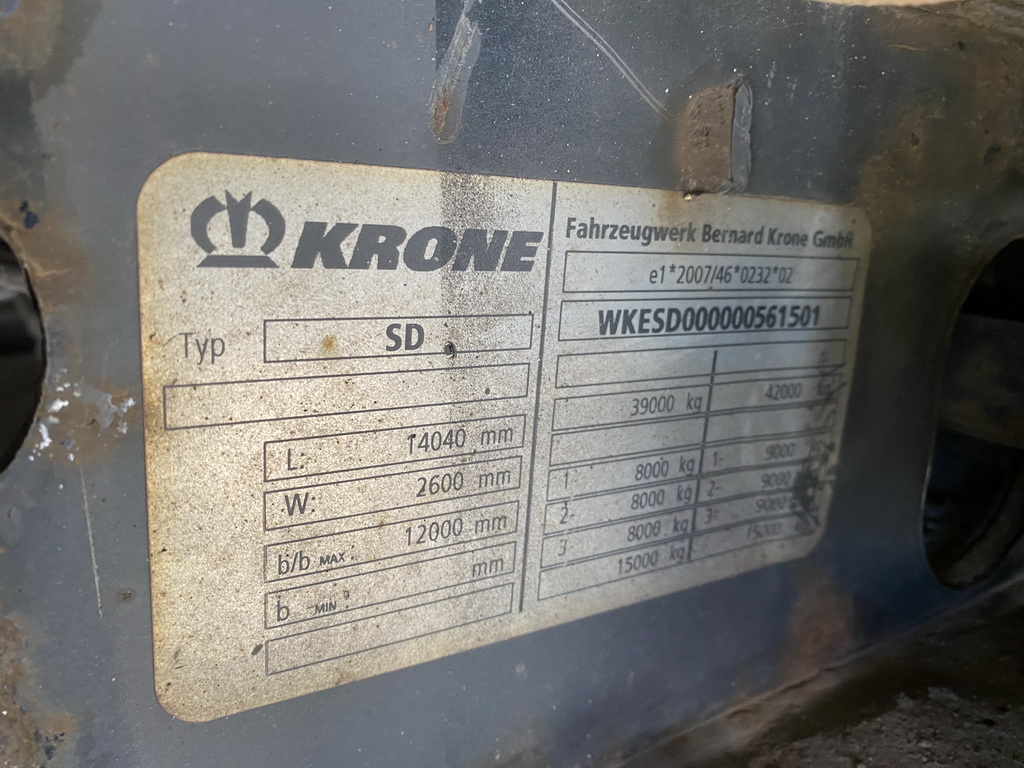 KRONE
Typ SD
L: 14040 mm
W: 2600 mm
b/b MAX : 12000 mm
b MIN : mm
Fahrzeugwerk Bernard Krone GmbH
e1*2007/46*0232*02
WKESD000000561501
39000 kg 42000 kg
1- 8000 kg 1- 9000
2- 8000 kg 2- 9000
3- 8000 kg 3- 9000
15000 kg 15000